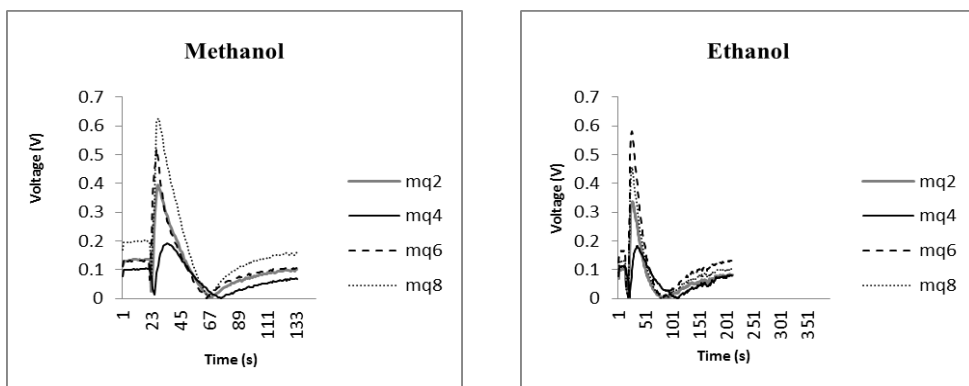 Methanol
0.7
0.6
0.5
0.4
0.3
0.2
0.1
0
Voltage (V)
1
23
45
67
89
111
133
Time (s)
mq2
mq4
mq6
mq8
Ethanol
0.7
0.6
0.5
0.4
0.3
0.2
0.1
0
Voltage (V)
1
51
101
151
201
251
301
351
Time (s)
mq2
mq4
mq6
mq8